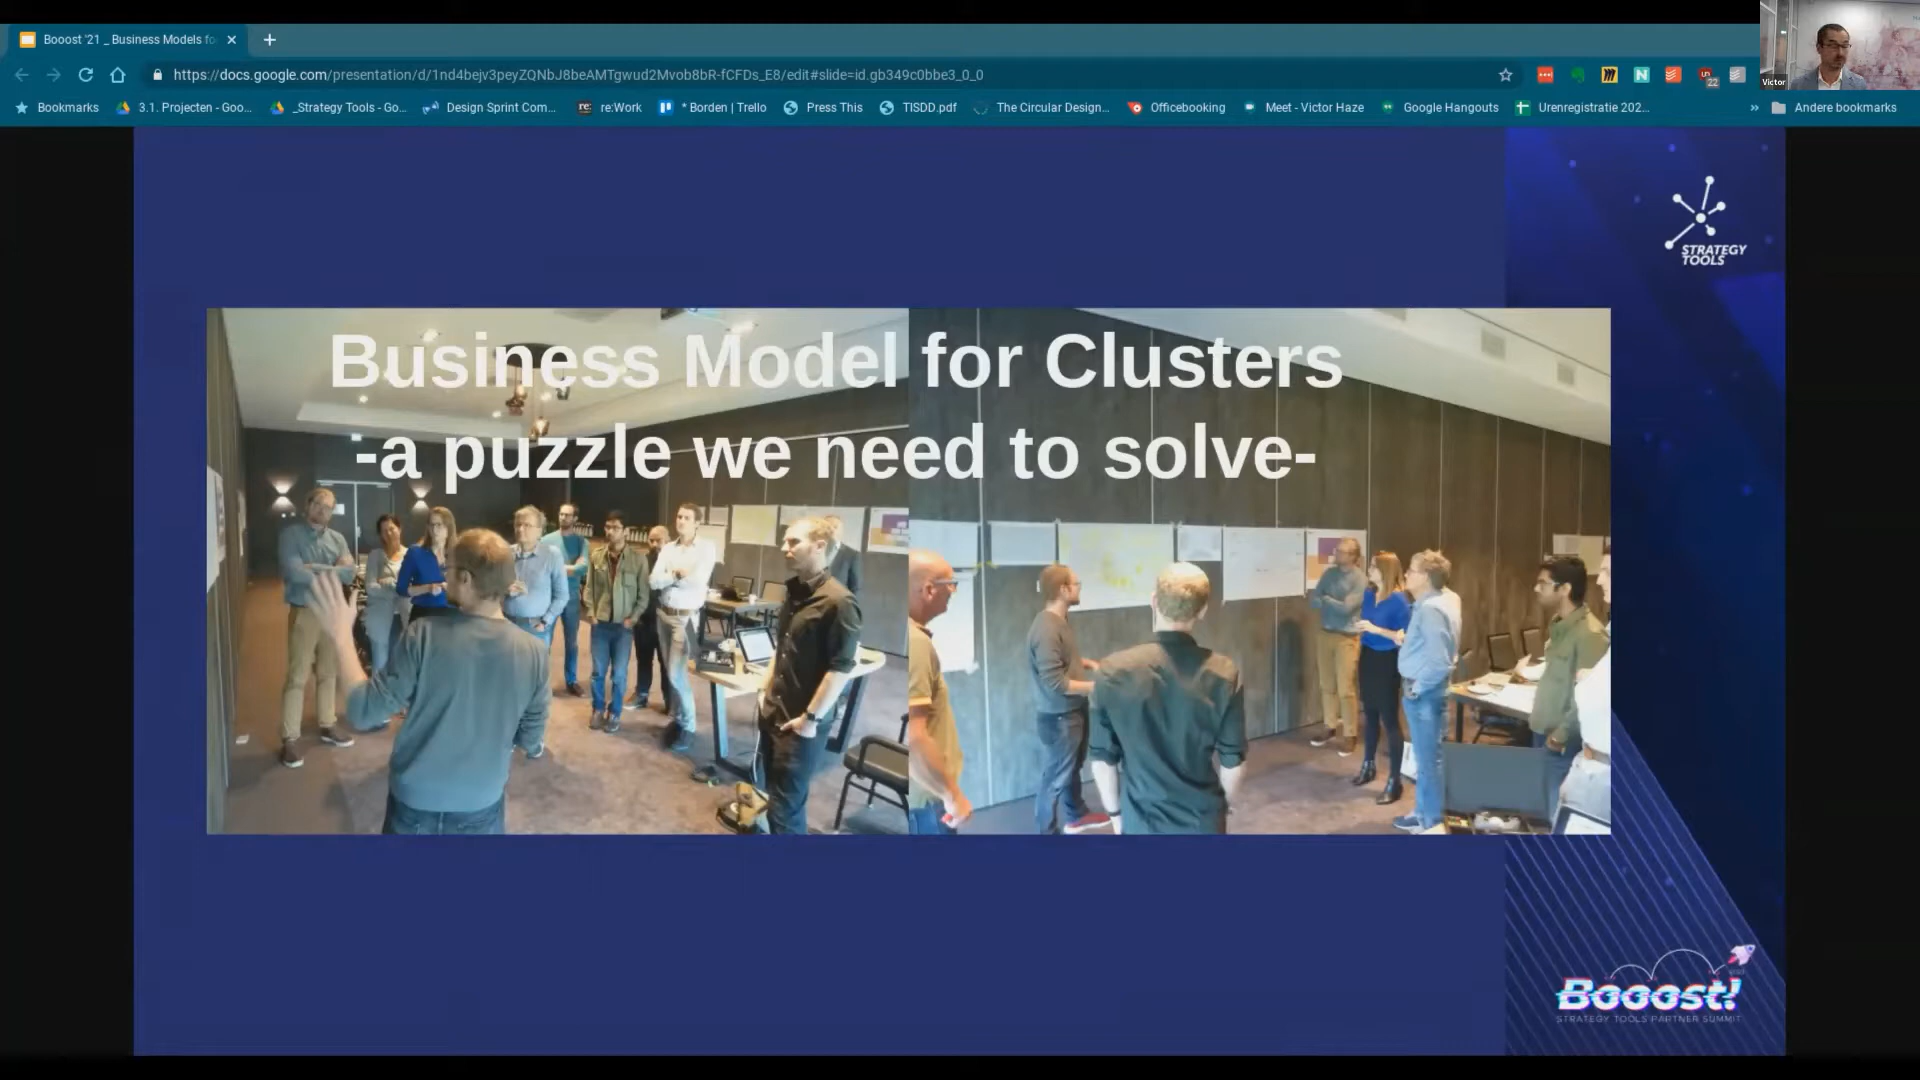 Booost '21 _ Business Models fo
https://docs.google.com/presentation/d/1nd4bejv3peyZQNbJ8beAMTgwud2Mvob8bR-fCFDs_E8/edit#slide=id.gb349c0bbe3_0_0
22
Victor
Bookmarks 3.1. Projecten - Goo... _Strategy Tools - Go... Design Sprint Com... re: re:Work * Borden | Trello Press This TISDD.pdf The Circular Design... Officebooking Meet - Victor Haze Google Hangouts Urenregistratie 202... » Andere bookmarks
STRATEGY
TOOLS
Business Model for Clusters
-a puzzle we need to solve-
Booost!
STRATEGY TOOLS PARTNER SUMMIT